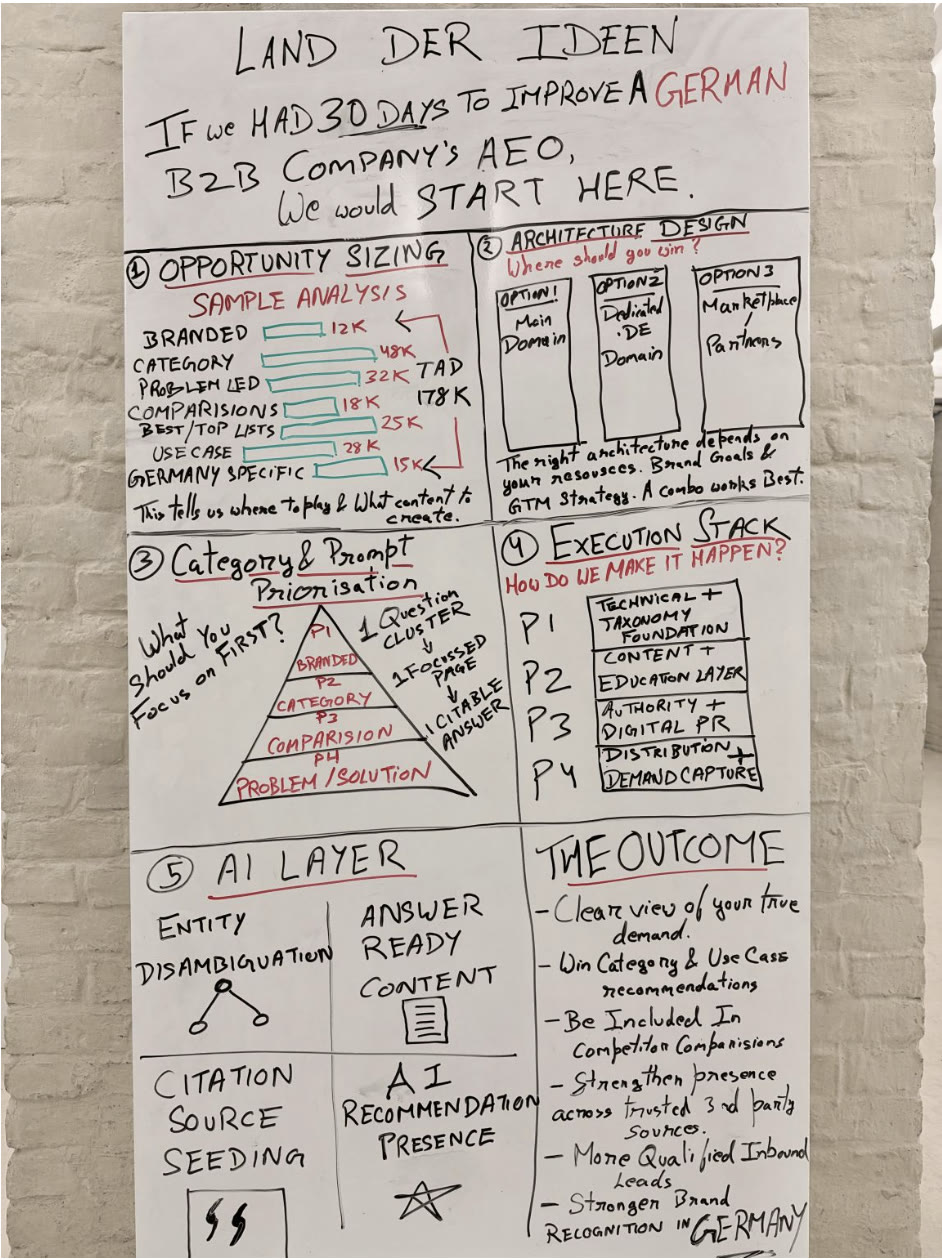 LAND DER IDEEN
IF we HAD 30 DAYS TO IMPROVE A GERMAN
B2B COMPANY'S AEO,
We would START HERE.
① OPPORTUNITY SIZING
SAMPLE ANALYSIS
BRANDED 12K
CATEGORY 48K
PROBLEM LED 32K
COMPARISIONS 18K
BEST/TOP LISTS 25K
USE CASE 28K
GERMANY SPECIFIC 15K
TAD
178K
This tells us where to play & What content to
create.
② ARCHITECTURE DESIGN
Where should you win?
OPTION 1
Main
Domain
OPTION 2
Dedicated
.DE
Domain
OPTION 3
Marketplace
/
Partners
The right architecture depends on
your resources. Brand Goals &
GTM Strategy. A combo works Best.
③ Category & Prompt
Priorisation
What
Should You
Focus on FIRST?
P1
BRANDED
P2
CATEGORY
P3
COMPARISION
P4
PROBLEM/SOLUTION
1 Question
CLUSTER
1 FOCUSSED
PAGE
1 CITABLE
ANSWER
④ EXECUTION STACK
HOW DO WE MAKE IT HAPPEN?
P1 TECHNICAL +
TAXONOMY
FOUNDATION
P2 CONTENT +
EDUCATION LAYER
P3 AUTHORITY +
DIGITAL PR
P4 DISTRIBUTION +
DEMAND CAPTURE
⑤ AI LAYER
ENTITY
DISAMBIGUATION
ANSWER
READY
CONTENT
CITATION
SOURCE
SEEDING
AI
RECOMMENDATION
PRESENCE
THE OUTCOME
- Clear view of your true
demand.
- Win Category & Use Case
recommendations
- Be Included In
Competitor Comparisions
- Strengthen presence
across trusted 3rd party
sources.
- More Qualified Inbound
Leads
- Stronger Brand
RECOGNITION IN GERMANY